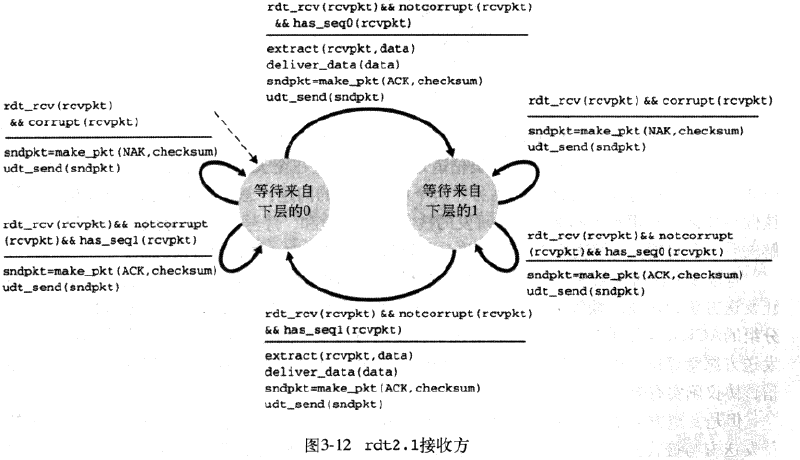 rdt_rcv(rcvpkt)&& notcorrupt(rcvpkt)
&& has_seq0(rcvpkt)
extract(rcvpkt,data)
deliver_data(data)
sndpkt=make_pkt(ACK,checksum)
udt_send(sndpkt)
rdt_rcv(rcvpkt)
&& corrupt(rcvpkt)
sndpkt=make_pkt(NAK,checksum)
udt_send(sndpkt)
rdt_rcv(rcvpkt) && corrupt(rcvpkt)
sndpkt=make_pkt(NAK,checksum)
udt_send(sndpkt)
等待来自
下层的0
等待来自
下层的1
rdt_rcv(rcvpkt)&& notcorrupt
(rcvpkt)&& has_seq1(rcvpkt)
sndpkt=make_pkt(ACK,checksum)
udt_send(sndpkt)
rdt_rcv(rcvpkt)&& notcorrupt
(rcvpkt)&& has_seq0(rcvpkt)
sndpkt=make_pkt(ACK,checksum)
udt_send(sndpkt)
rdt_rcv(rcvpkt) && notcorrupt(rcvpkt)
&& has_seq1(rcvpkt)
extract(rcvpkt,data)
deliver_data(data)
sndpkt=make_pkt(ACK,checksum)
udt_send(sndpkt)
图3-12 rdt2.1接收方